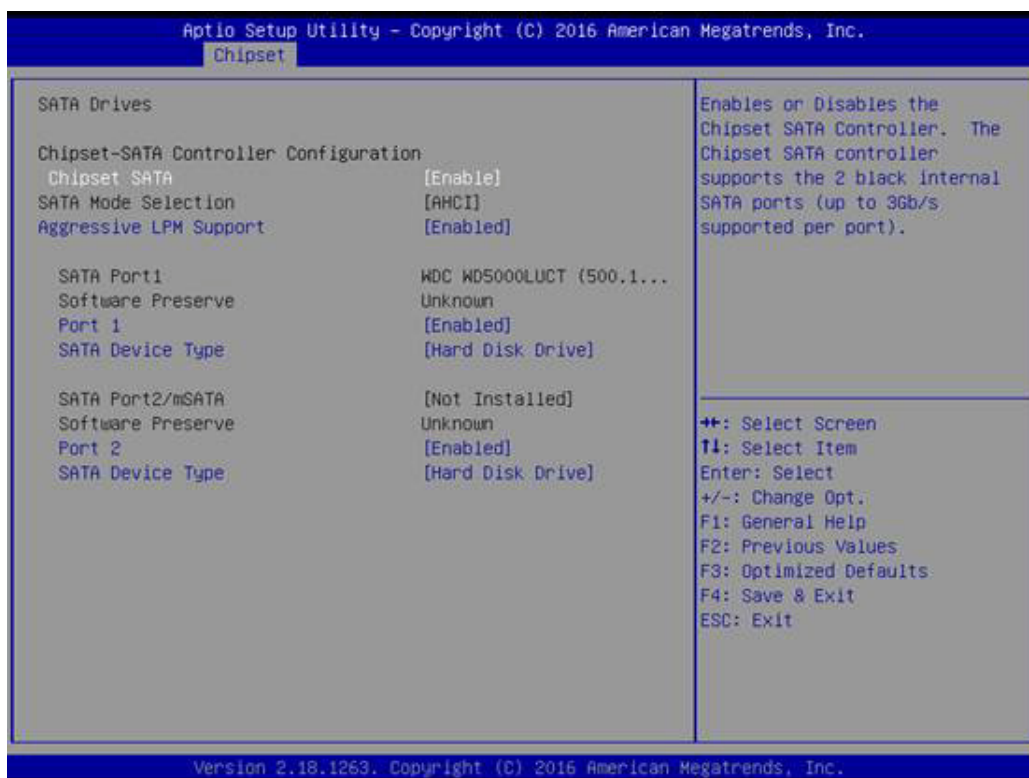 Aptio Setup Utility – Copyright (C) 2016 American Megatrends, Inc.
Chipset
SATA Drives
Chipset-SATA Controller Configuration
Chipset SATA [Enable]
SATA Mode Selection [AHCI]
Aggressive LPM Support [Enabled]
SATA Port1 WDC WD5000LUCT (500.1...
Software Preserve Unknown
Port 1 [Enabled]
SATA Device Type [Hard Disk Drive]
SATA Port2/mSATA [Not Installed]
Software Preserve Unknown
Port 2 [Enabled]
SATA Device Type [Hard Disk Drive]
Enables or Disables the
Chipset SATA Controller. The
Chipset SATA controller
supports the 2 black internal
SATA ports (up to 3Gb/s
supported per port).
→←: Select Screen
↑↓: Select Item
Enter: Select
+/-: Change Opt.
F1: General Help
F2: Previous Values
F3: Optimized Defaults
F4: Save & Exit
ESC: Exit
Version 2.18.1263. Copyright (C) 2016 American Megatrends, Inc.